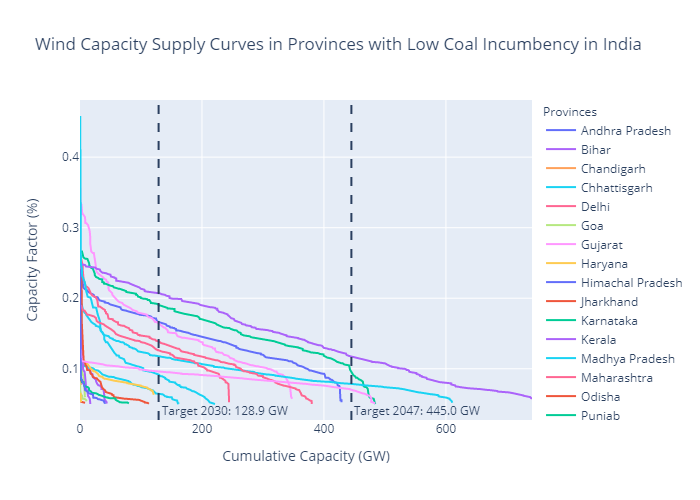 Wind Capacity Supply Curves in Provinces with Low Coal Incumbency in India
Provinces
Andhra Pradesh
Bihar
Chandigarh
Chhattisgarh
Delhi
Goa
Gujarat
Haryana
Himachal Pradesh
Jharkhand
Karnataka
Kerala
Madhya Pradesh
Maharashtra
Odisha
Punjab
Capacity Factor (%)
0.4
0.3
0.2
0.1
Target 2030: 128.9 GW
Target 2047: 445.0 GW
0
200
400
600
Cumulative Capacity (GW)